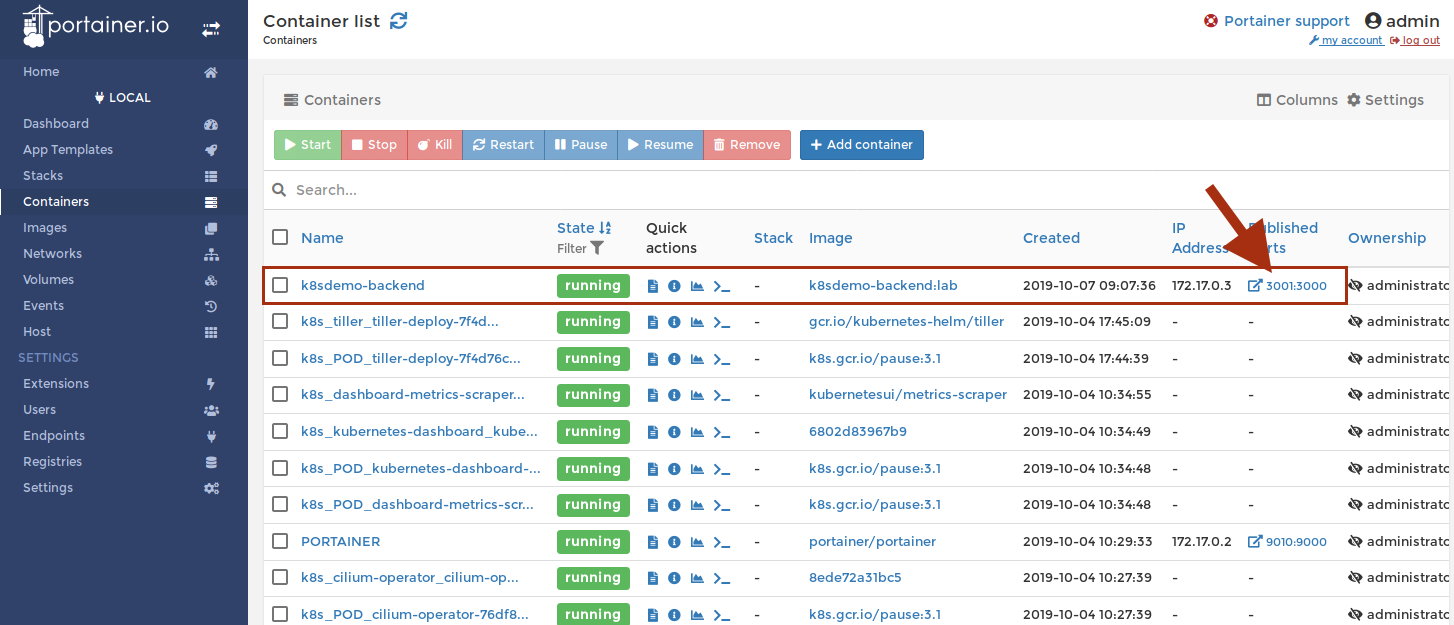 portainer.io
Container list
Containers
Portainer support admin
my account log out
Home
LOCAL
Dashboard
App Templates
Stacks
Containers
Images
Networks
Volumes
Events
Host
SETTINGS
Extensions
Users
Endpoints
Registries
Settings
Containers Columns Settings
Start Stop Kill Restart Pause Resume Remove Add container
Search...
Name State Filter Quick actions Stack Image Created IP Address Published Ownership
k8sdemo-backend running - k8sdemo-backend:lab 2019-10-07 09:07:36 172.17.0.3 3001:3000 administrato
k8s_tiller_tiller-deploy-7f4d... running - gcr.io/kubernetes-helm/tiller 2019-10-04 17:45:09 - - administrato
k8s_POD_tiller-deploy-7f4d76c... running - k8s.gcr.io/pause:3.1 2019-10-04 17:44:39 - - administrato
k8s_dashboard-metrics-scraper... running - kubernetesui/metrics-scraper 2019-10-04 10:34:55 - - administrato
k8s_kubernetes-dashboard_kube... running - 6802d83967b9 2019-10-04 10:34:49 - - administrato
k8s_POD_kubernetes-dashboard-... running - k8s.gcr.io/pause:3.1 2019-10-04 10:34:48 - - administrato
k8s_POD_dashboard-metrics-scr... running - k8s.gcr.io/pause:3.1 2019-10-04 10:34:48 - - administrato
PORTAINER running - portainer/portainer 2019-10-04 10:29:33 172.17.0.2 9010:9000 administrato
k8s_cilium-operator_cilium-op... running - 8ede72a31bc5 2019-10-04 10:27:39 - - administrato
k8s_POD_cilium-operator-76df8... running - k8s.gcr.io/pause:3.1 2019-10-04 10:27:39 - - administrato